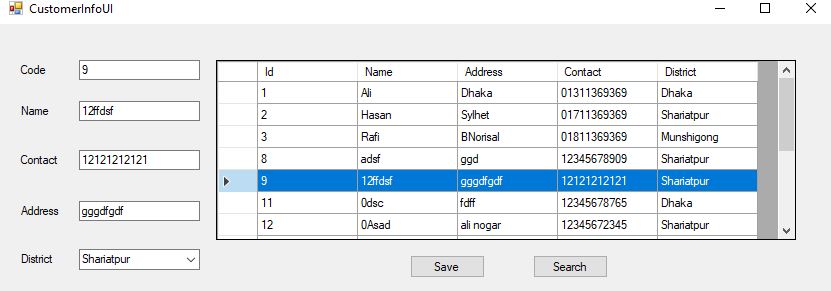 CustomerInfoUI
Code 9
Name 12ffdsf
Contact 12121212121
Address gggdfgdf
District Shariatpur
Id Name Address Contact District
1 Ali Dhaka 01311369369 Dhaka
2 Hasan Sylhet 01711369369 Shariatpur
3 Rafi BNorisal 01811369369 Munshigong
8 adsf ggd 12345678909 Shariatpur
9 12ffdsf gggdfgdf 12121212121 Shariatpur
11 0dsc fdff 12345678765 Dhaka
12 0Asad ali nogar 12345672345 Shariatpur
Save Search